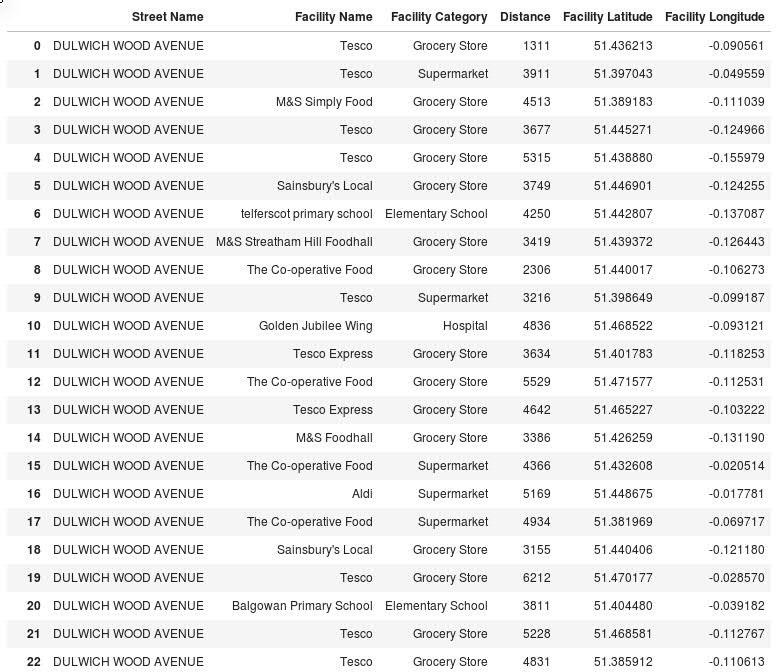 Street Name Facility Name Facility Category Distance Facility Latitude Facility Longitude
0 DULWICH WOOD AVENUE Tesco Grocery Store 1311 51.436213 -0.090561
1 DULWICH WOOD AVENUE Tesco Supermarket 3911 51.397043 -0.049559
2 DULWICH WOOD AVENUE M&S Simply Food Grocery Store 4513 51.389183 -0.111039
3 DULWICH WOOD AVENUE Tesco Grocery Store 3677 51.445271 -0.124966
4 DULWICH WOOD AVENUE Tesco Grocery Store 5315 51.438880 -0.155979
5 DULWICH WOOD AVENUE Sainsbury's Local Grocery Store 3749 51.446901 -0.124255
6 DULWICH WOOD AVENUE telferscot primary school Elementary School 4250 51.442807 -0.137087
7 DULWICH WOOD AVENUE M&S Streatham Hill Foodhall Grocery Store 3419 51.439372 -0.126443
8 DULWICH WOOD AVENUE The Co-operative Food Grocery Store 2306 51.440017 -0.106273
9 DULWICH WOOD AVENUE Tesco Supermarket 3216 51.398649 -0.099187
10 DULWICH WOOD AVENUE Golden Jubilee Wing Hospital 4836 51.468522 -0.093121
11 DULWICH WOOD AVENUE Tesco Express Grocery Store 3634 51.401783 -0.118253
12 DULWICH WOOD AVENUE The Co-operative Food Grocery Store 5529 51.471577 -0.112531
13 DULWICH WOOD AVENUE Tesco Express Grocery Store 4642 51.465227 -0.103222
14 DULWICH WOOD AVENUE M&S Foodhall Grocery Store 3386 51.426259 -0.131190
15 DULWICH WOOD AVENUE The Co-operative Food Supermarket 4366 51.432608 -0.020514
16 DULWICH WOOD AVENUE Aldi Supermarket 5169 51.448675 -0.017781
17 DULWICH WOOD AVENUE The Co-operative Food Supermarket 4934 51.381969 -0.069717
18 DULWICH WOOD AVENUE Sainsbury's Local Grocery Store 3155 51.440406 -0.121180
19 DULWICH WOOD AVENUE Tesco Grocery Store 6212 51.470177 -0.028570
20 DULWICH WOOD AVENUE Balgowan Primary School Elementary School 3811 51.404480 -0.039182
21 DULWICH WOOD AVENUE Tesco Grocery Store 5228 51.468581 -0.112767
22 DULWICH WOOD AVENUE Tesco Grocery Store 4831 51.385912 -0.110613